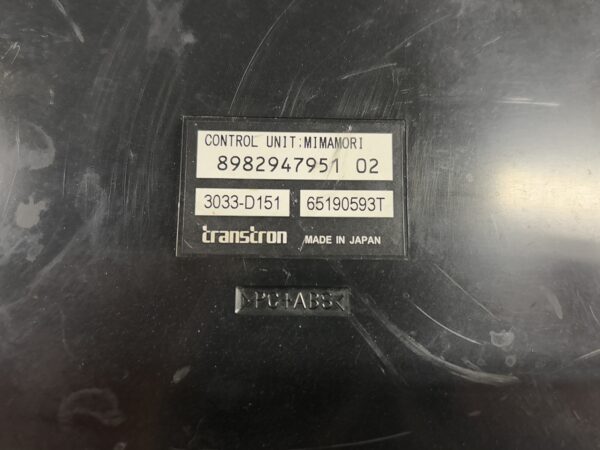 CONTROL UNIT:MIMAMORI
8982947951 02
3033-D151 65190593T
transtron MADE IN JAPAN
>PC+ABS<